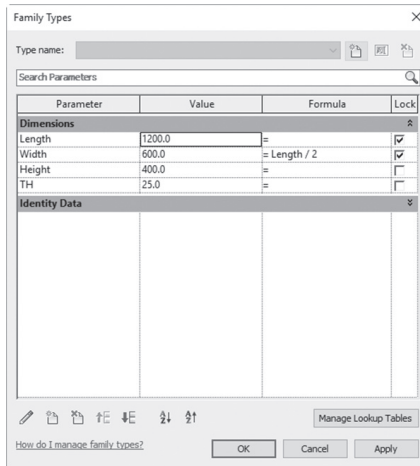 Family Types
Type name:
Search Parameters
Parameter Value Formula Lock
Dimensions
Length 1200.0 =
Width 600.0 = Length / 2
Height 400.0 =
TH 25.0 =
Identity Data
Manage Lookup Tables
How do I manage family types?
OK Cancel Apply